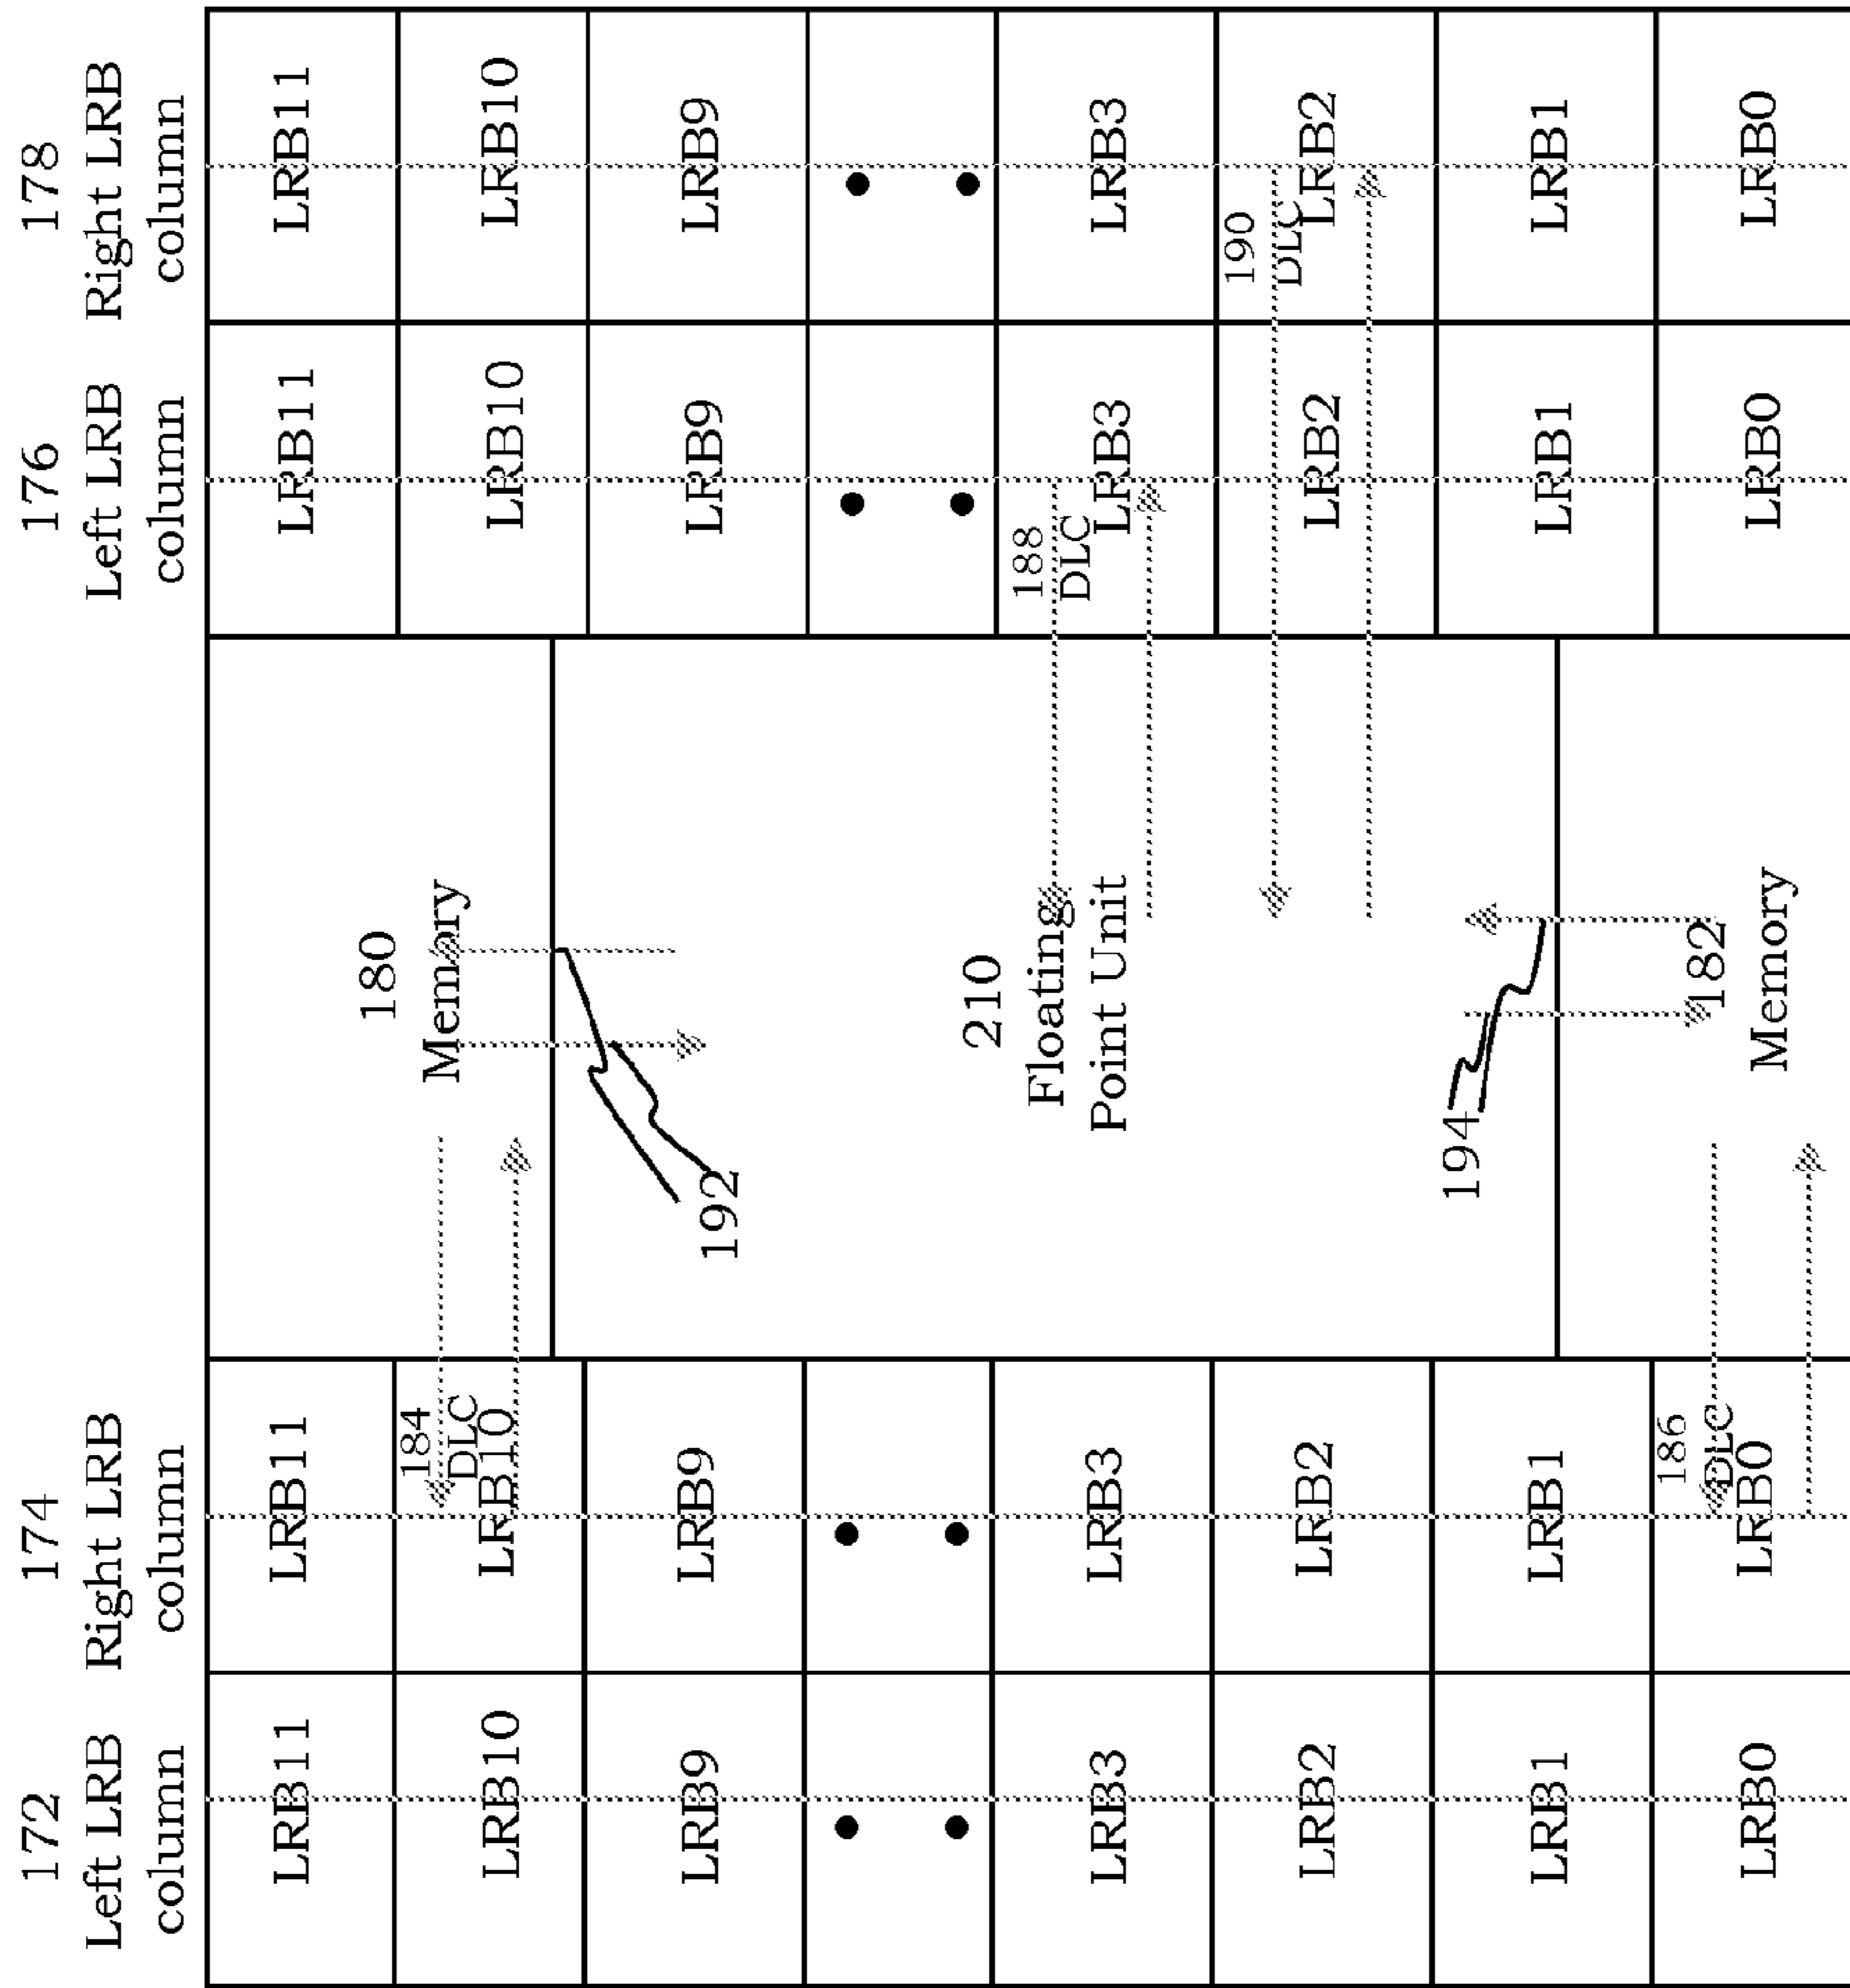 172
Left LRB
column
174
Right LRB
column
176
Left LRB
column
178
Right LRB
column
LRB11
LRB11
LRB11
LRB11
LRB10
184
DLC
LRB10
180
Memory
LRB10
LRB10
LRB9
LRB9
192
LRB9
LRB9
LRB3
LRB3
210
Floating
Point Unit
188
DLC
LRB3
LRB3
LRB2
LRB2
LRB2
190
DLC
LRB2
LRB1
LRB1
194
LRB1
LRB1
LRB0
186
DLC
LRB0
182
Memory
LRB0
LRB0